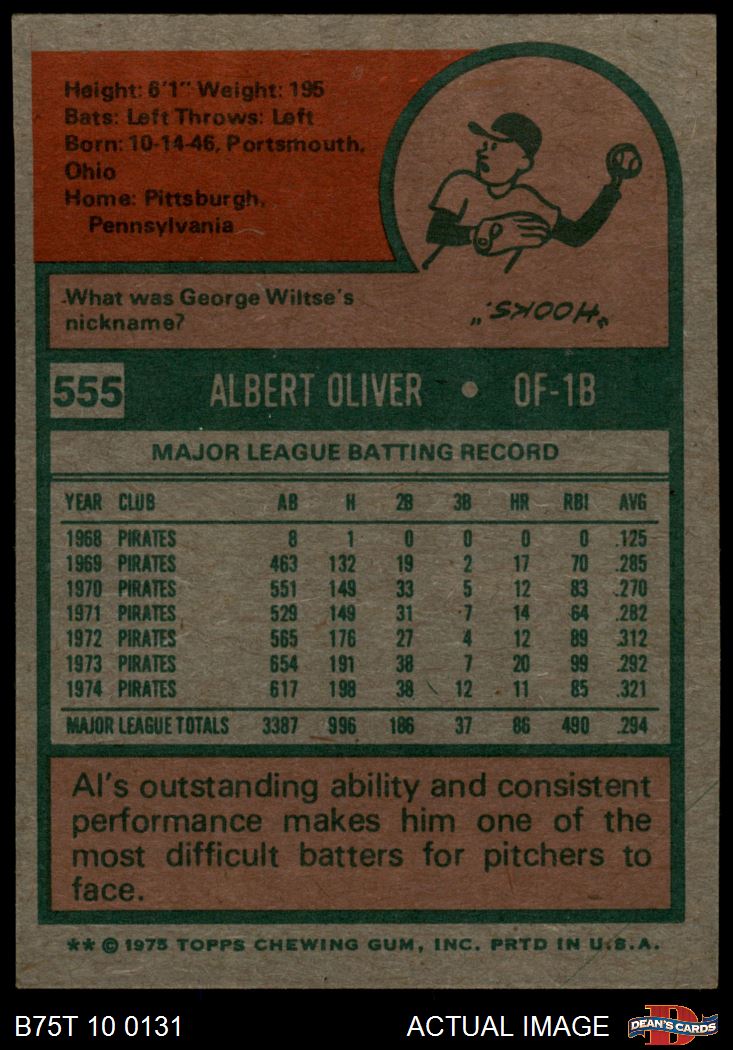 Height: 6'1" Weight: 195
Bats: Left Throws: Left
Born: 10-14-46, Portsmouth,
Ohio
Home: Pittsburgh,
Pennsylvania
What was George Wiltse's
nickname?
"HOOKS."
555 ALBERT OLIVER • OF-1B
MAJOR LEAGUE BATTING RECORD
YEAR CLUB AB H 2B 3B HR RBI AVG
1968 PIRATES 8 1 0 0 0 0 .125
1969 PIRATES 463 132 19 2 17 70 .285
1970 PIRATES 551 149 33 5 12 83 .270
1971 PIRATES 529 149 31 7 14 64 .282
1972 PIRATES 565 176 27 4 12 89 .312
1973 PIRATES 654 191 38 7 20 99 .292
1974 PIRATES 617 198 38 12 11 85 .321
MAJOR LEAGUE TOTALS 3387 996 186 37 86 490 .294
Al's outstanding ability and consistent
performance makes him one of the
most difficult batters for pitchers to
face.
** © 1975 TOPPS CHEWING GUM, INC. PRTD IN U.S.A.
B75T 10 0131 ACTUAL IMAGE DEAN'S CARDS